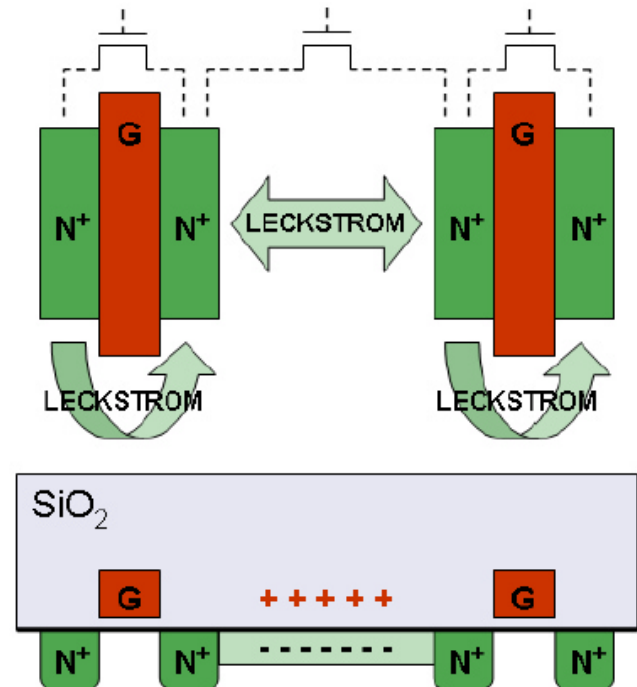 G G
N⁺ N⁺ LECKSTROM N⁺ N⁺
LECKSTROM LECKSTROM
SiO₂
G + + + + + G
N⁺ N⁺ - - - - - - - N⁺ N⁺